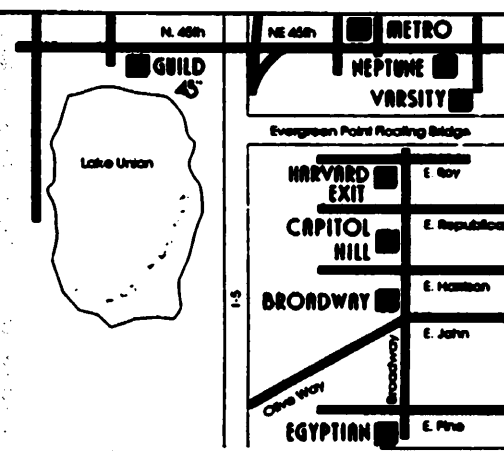 N. 45th
NE 45th
METRO
GUILD
45th
NEPTUNE
VARSITY
Evergreen Point Floating Bridge
Lake Union
HARVARD
EXIT
E. Roy
CAPITOL
HILL
E. Republican
I-5
BROADWAY
E. Harrison
E. John
Broadway
Olive Way
EGYPTIAN
E. Pine